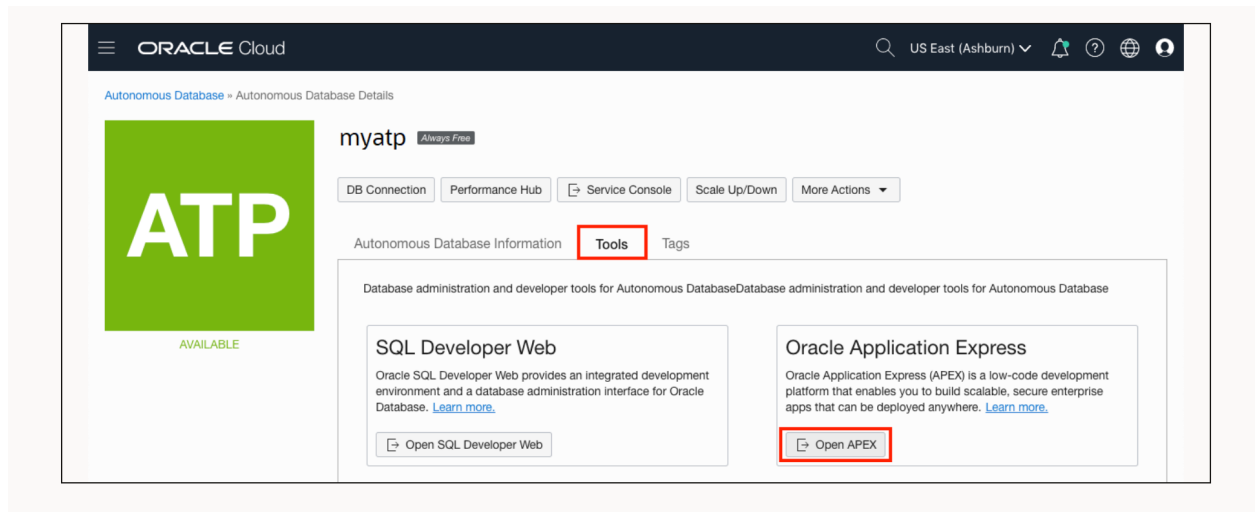 ORACLE Cloud
US East (Ashburn)
Autonomous Database » Autonomous Database Details
ATP
AVAILABLE
myatp Always Free
DB Connection Performance Hub Service Console Scale Up/Down More Actions
Autonomous Database Information Tools Tags
Database administration and developer tools for Autonomous DatabaseDatabase administration and developer tools for Autonomous Database
SQL Developer Web
Oracle SQL Developer Web provides an integrated development
environment and a database administration interface for Oracle
Database. Learn more.
Open SQL Developer Web
Oracle Application Express
Oracle Application Express (APEX) is a low-code development
platform that enables you to build scalable, secure enterprise
apps that can be deployed anywhere. Learn more.
Open APEX